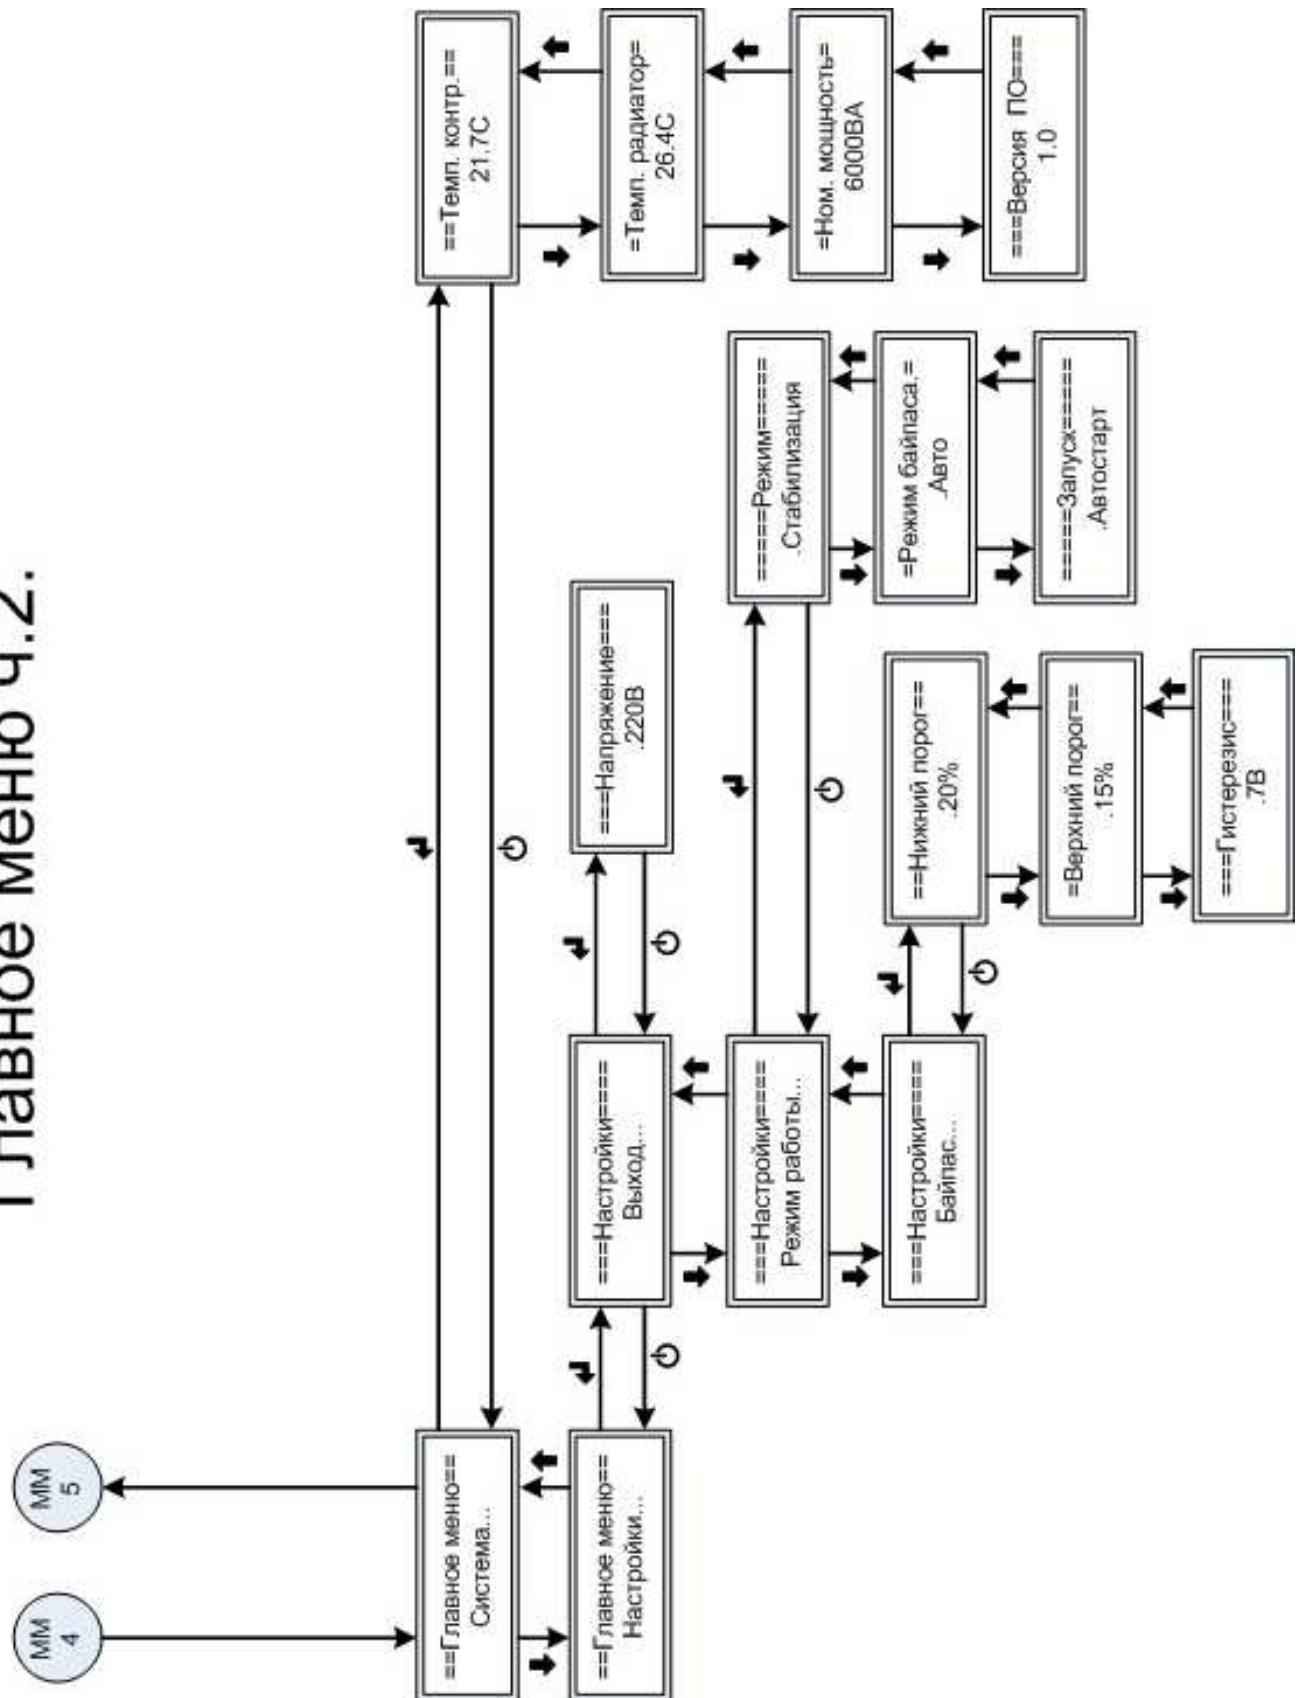 Главное меню ч.2.
ММ
4
ММ
5
==Главное меню==
Система...
==Главное меню==
Настройки...
===Настройки====
Выход...
===Настройки====
Режим работы...
===Настройки====
Байпас...
===Напряжение===
.220В
==Нижний порог==
.20%
=Верхний порог==
.15%
===Гистерезис===
.7В
=====Режим======
.Стабилизация
=Режим байпаса.=
.Авто
=====Запуск=====
.Автостарт
==Темп. контр.==
21.7С
=Темп. радиатор=
26.4С
=Ном. мощность=
6000ВА
===Версия ПО===
1.0